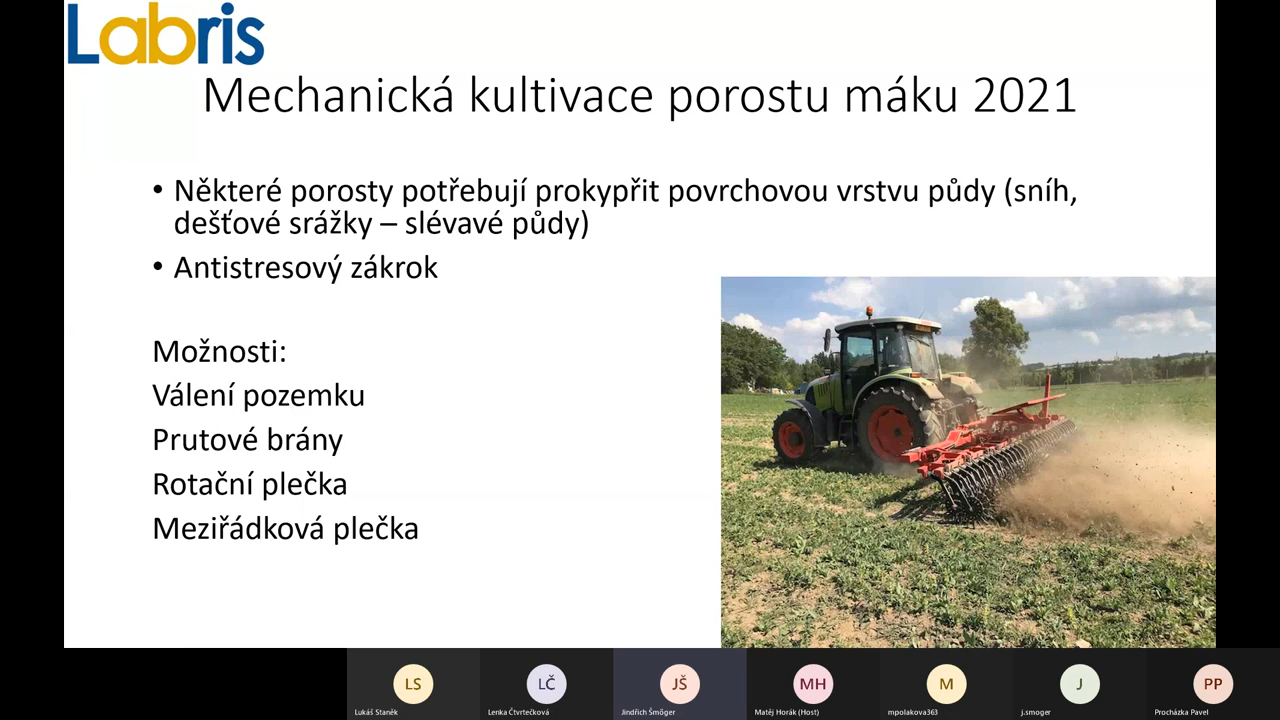 Labris
Mechanická kultivace porostu máku 2021
• Některé porosty potřebují prokypřit povrchovou vrstvu půdy (sníh,
dešťové srážky – slévavé půdy)
• Antistresový zákrok
Možnosti:
Válení pozemku
Prutové brány
Rotační plečka
Meziřádková plečka
LS
LČ
JŠ
MH
M
J
PP
Lukáš Staněk
Lenka Čtvrtečková
Jindřich Šmöger
Matěj Horák (Host)
mpolakova363
j.smoger
Procházka Pavel